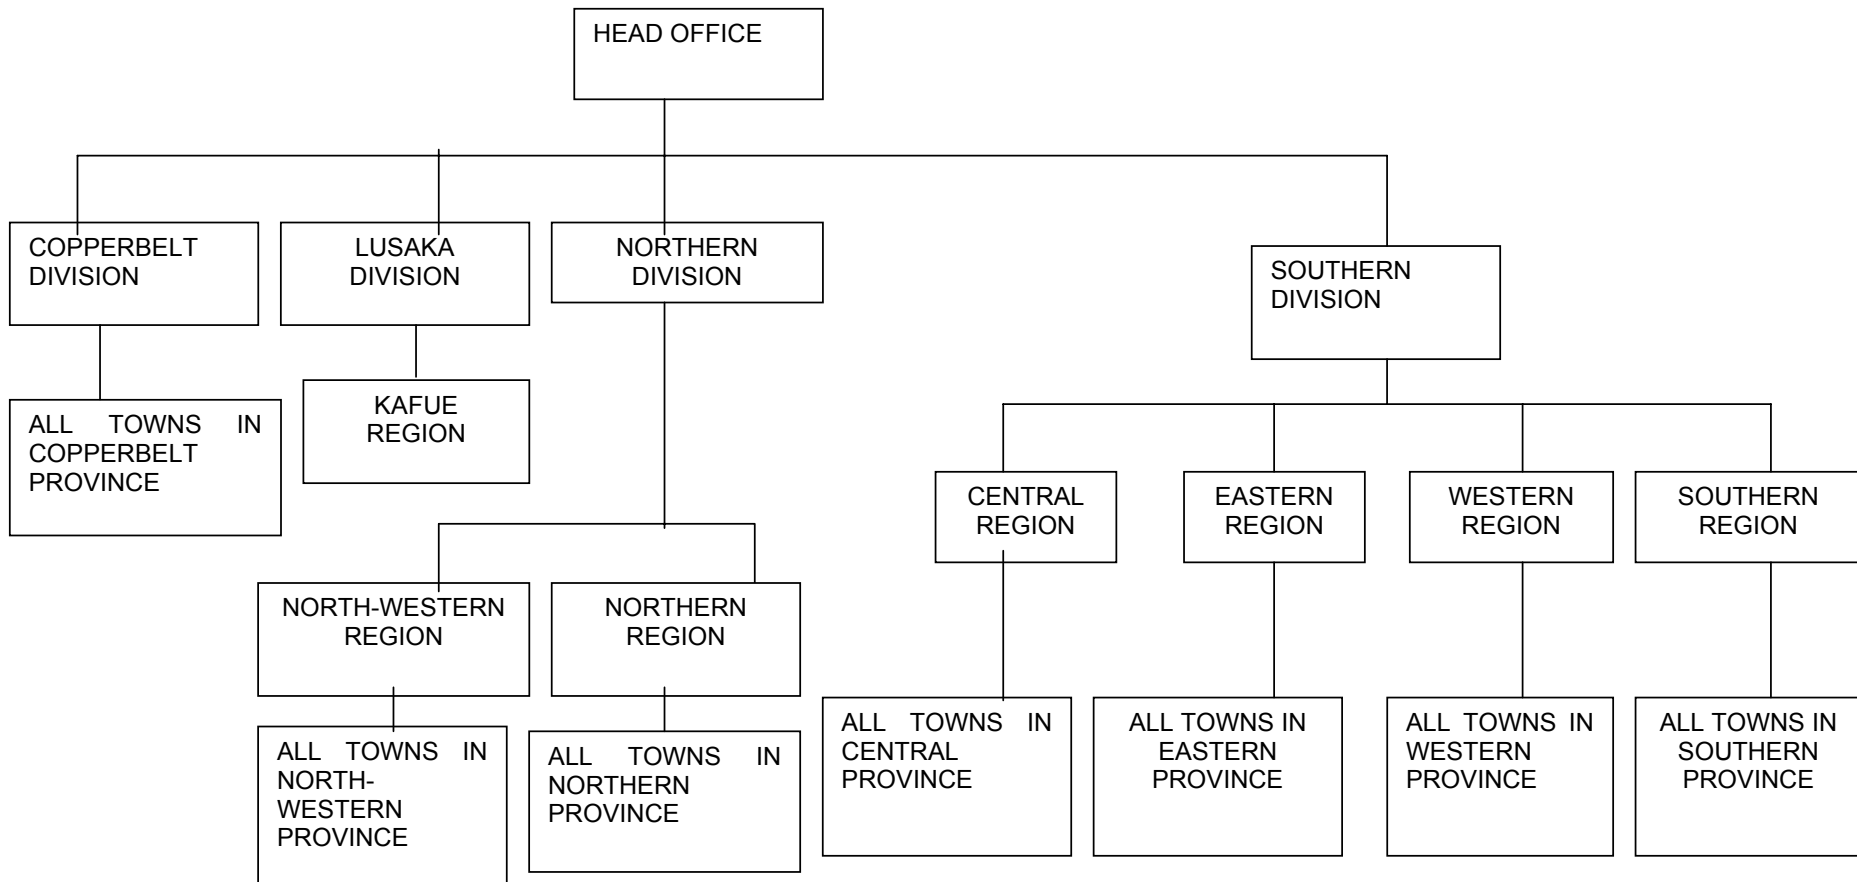 HEAD OFFICE
COPPERBELT
DIVISION
LUSAKA
DIVISION
NORTHERN
DIVISION
SOUTHERN
DIVISION
ALL TOWNS IN
COPPERBELT
PROVINCE
KAFUE
REGION
CENTRAL
REGION
EASTERN
REGION
WESTERN
REGION
SOUTHERN
REGION
NORTH-WESTERN
REGION
NORTHERN
REGION
ALL TOWNS IN
NORTH-
WESTERN
PROVINCE
ALL TOWNS IN
NORTHERN
PROVINCE
ALL TOWNS IN
CENTRAL
PROVINCE
ALL TOWNS IN
EASTERN
PROVINCE
ALL TOWNS IN
WESTERN
PROVINCE
ALL TOWNS IN
SOUTHERN
PROVINCE